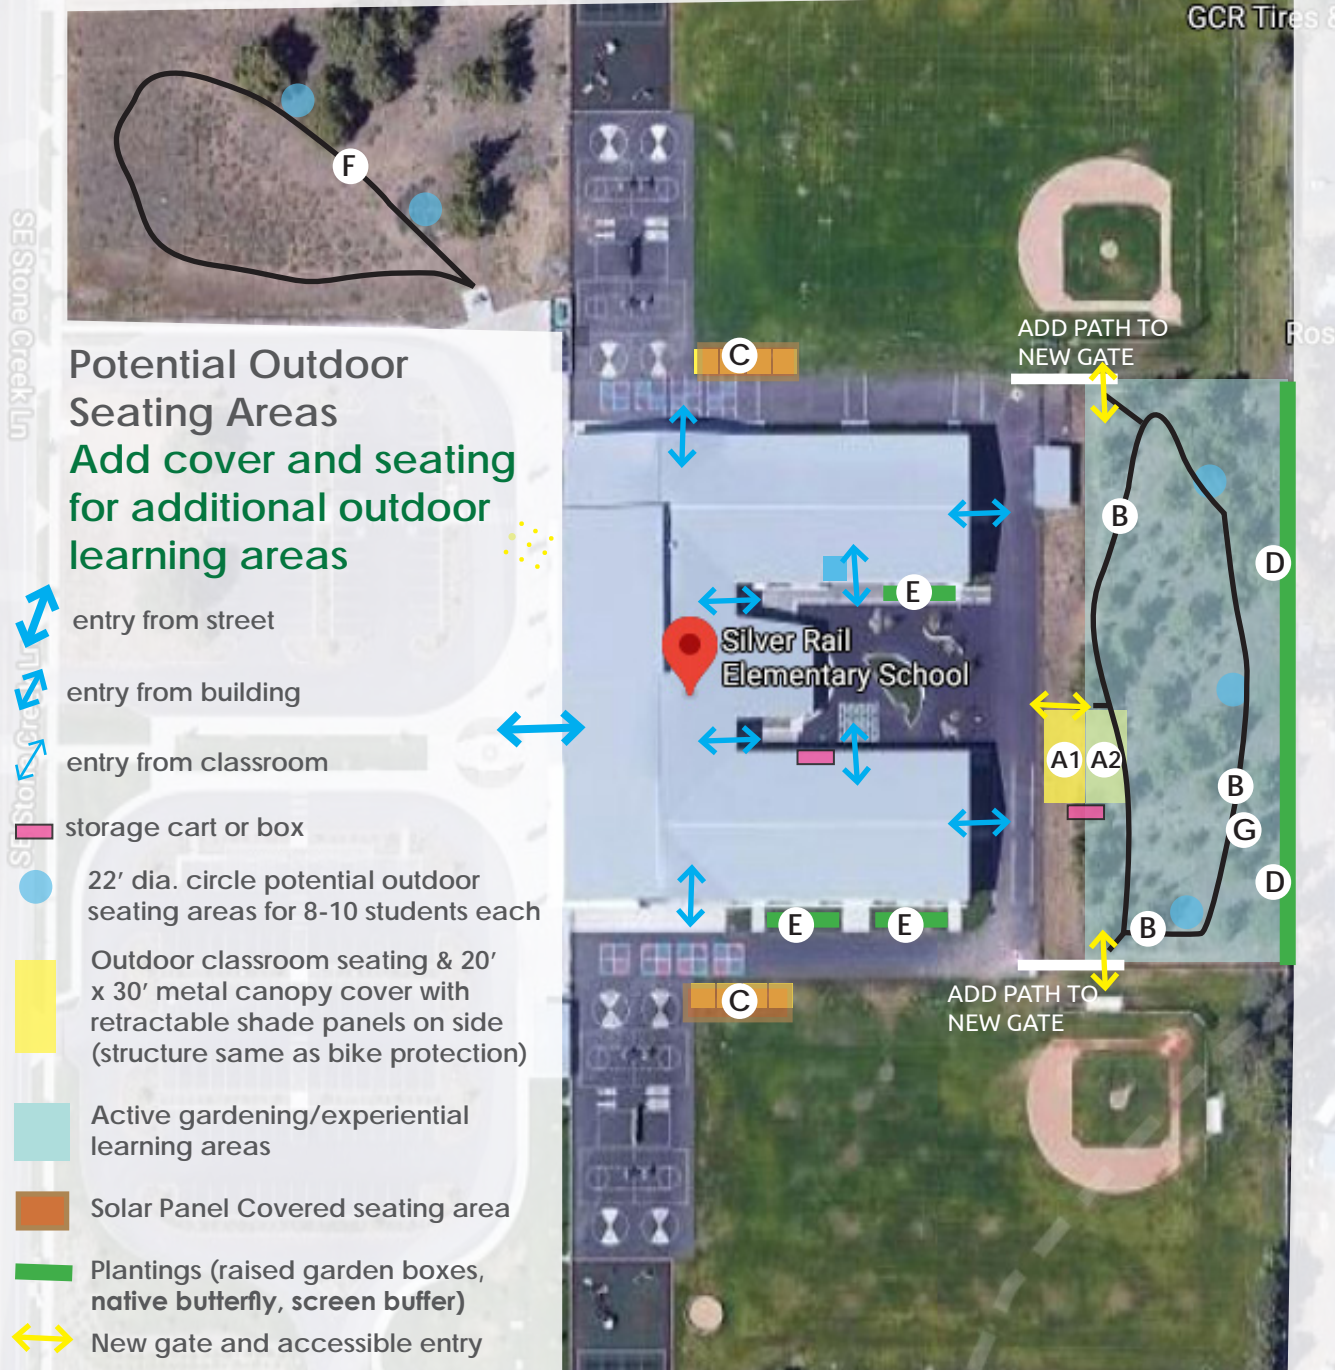 GCR Tires &
F
SE Stone Creek Ln
ADD PATH TO
NEW GATE
Ros
C
Potential Outdoor
Seating Areas
Add cover and seating
for additional outdoor
learning areas
B
D
E
entry from street
Silver Rail
Elementary School
entry from building
entry from classroom
A1
A2
B
G
D
storage cart or box
22' dia. circle potential outdoor
seating areas for 8-10 students each
E
E
B
Outdoor classroom seating & 20'
x 30' metal canopy cover with
retractable shade panels on side
(structure same as bike protection)
C
ADD PATH TO
NEW GATE
Active gardening/experiential
learning areas
Solar Panel Covered seating area
Plantings (raised garden boxes,
native butterfly, screen buffer)
New gate and accessible entry